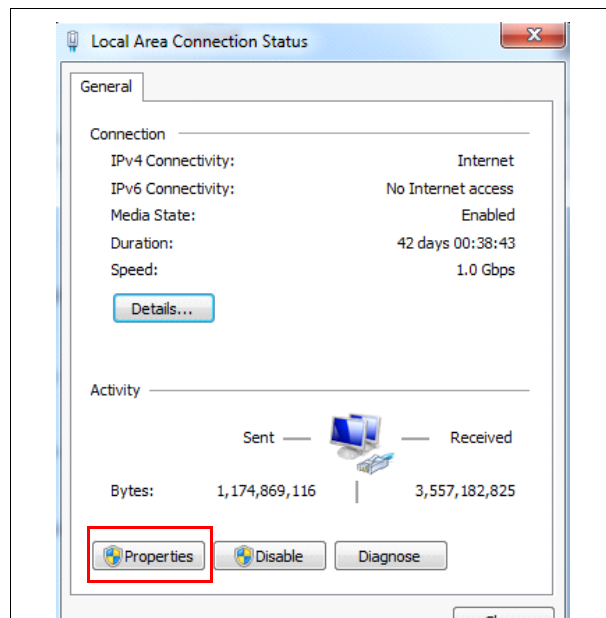 Local Area Connection Status
General
Connection
IPv4 Connectivity: Internet
IPv6 Connectivity: No Internet access
Media State: Enabled
Duration: 42 days 00:38:43
Speed: 1.0 Gbps
Details...
Activity
Sent Received
Bytes: 1,174,869,116 3,557,182,825
Properties Disable Diagnose